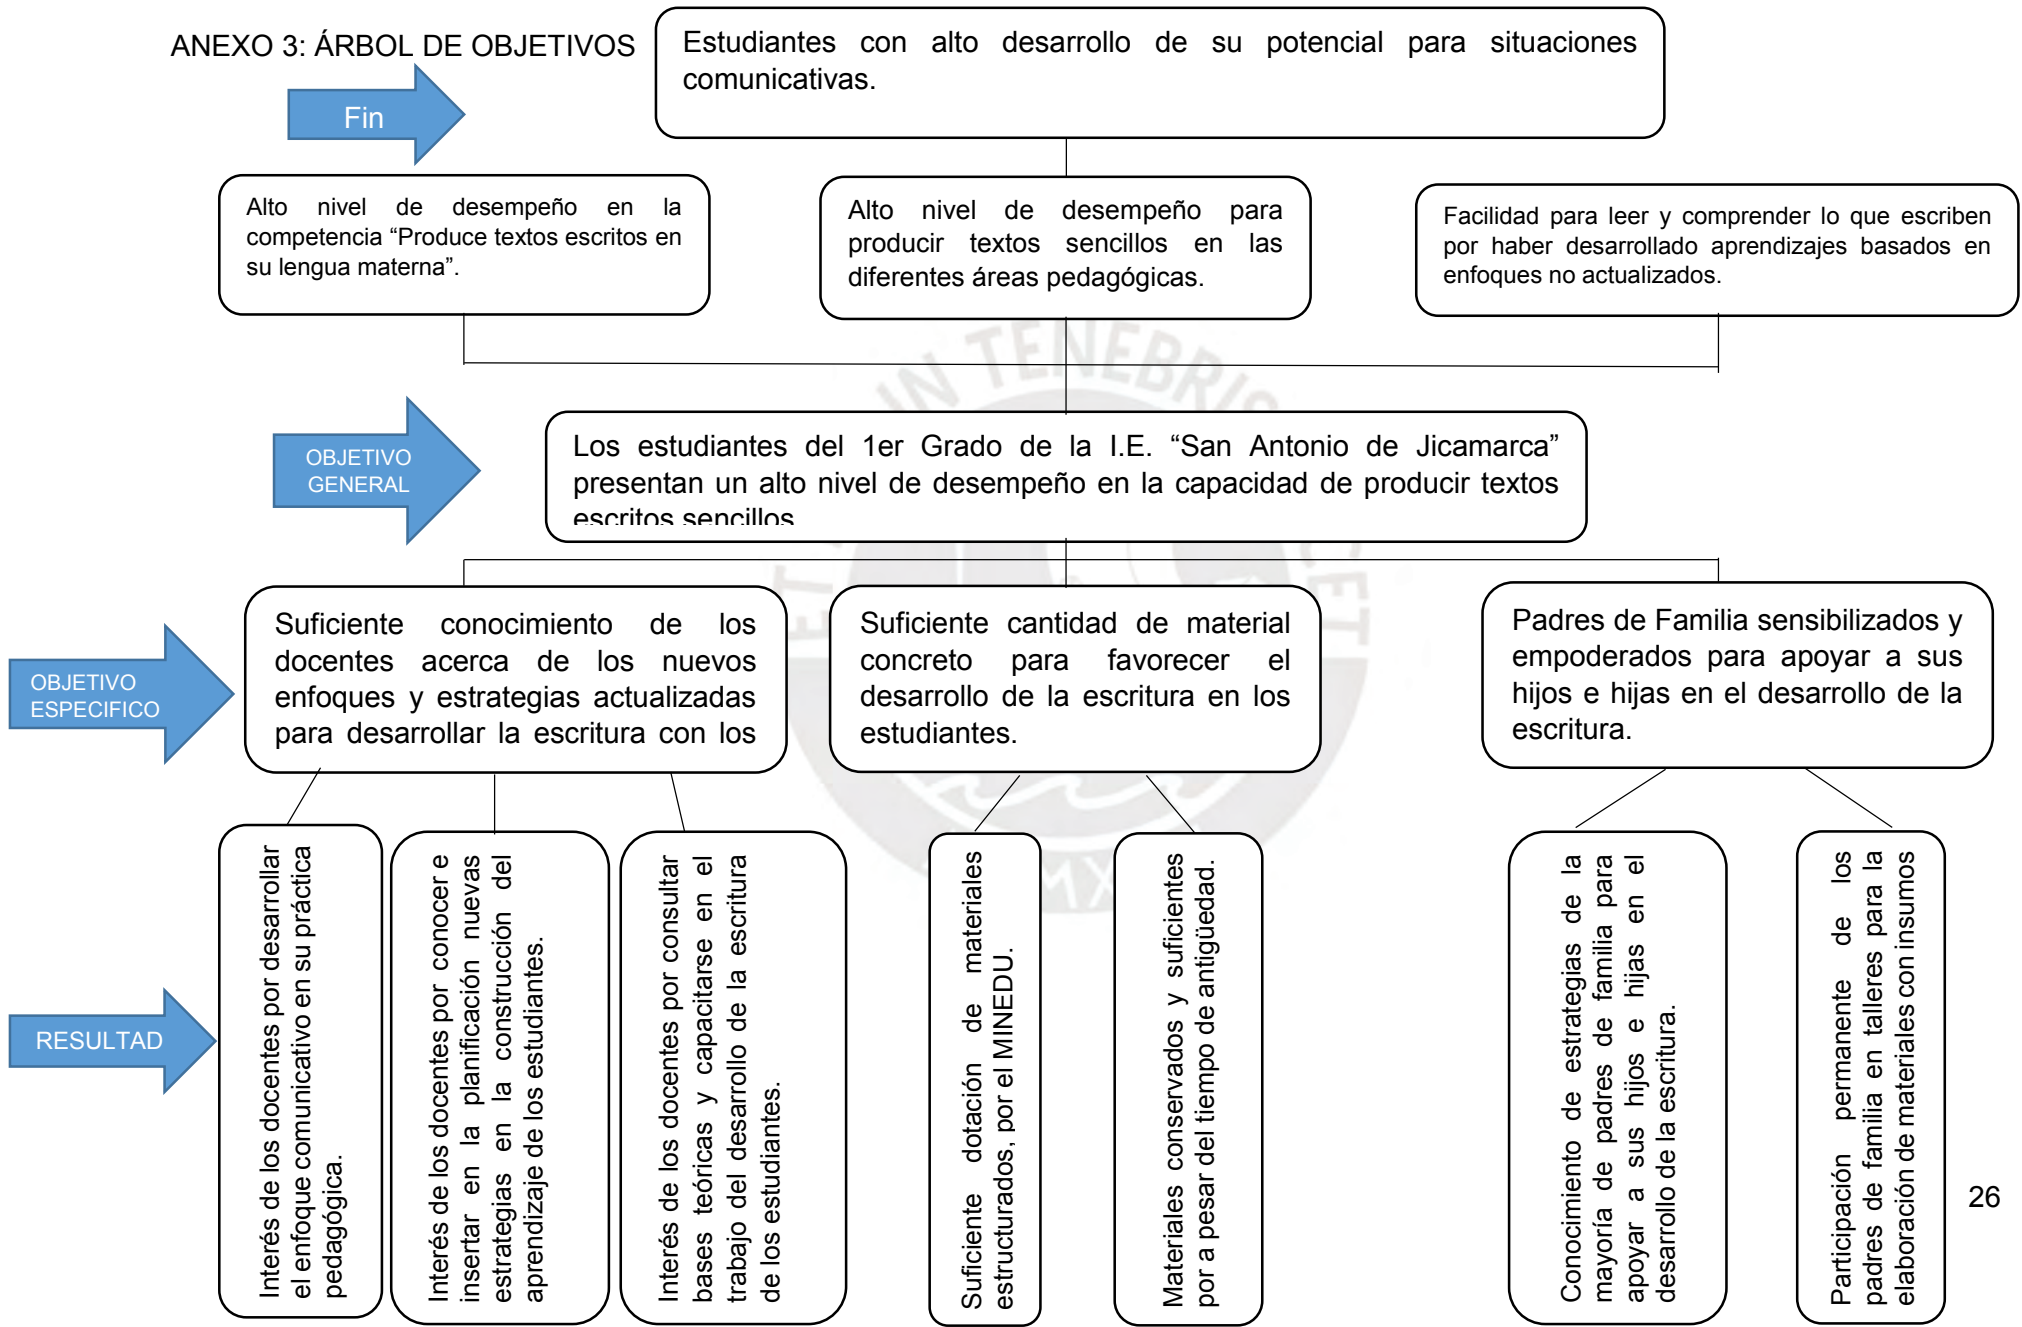 ANEXO 3: ÁRBOL DE OBJETIVOS
Estudiantes con alto desarrollo de su potencial para situaciones
comunicativas.
Fin
Alto nivel de desempeño en la
competencia “Produce textos escritos en
su lengua materna”.
Alto nivel de desempeño para
producir textos sencillos en las
diferentes áreas pedagógicas.
Facilidad para leer y comprender lo que escriben
por haber desarrollado aprendizajes basados en
enfoques no actualizados.
OBJETIVO
GENERAL
Los estudiantes del 1er Grado de la I.E. “San Antonio de Jicamarca”
presentan un alto nivel de desempeño en la capacidad de producir textos
escritos sencillos
OBJETIVO
ESPECIFICO
Suficiente conocimiento de los
docentes acerca de los nuevos
enfoques y estrategias actualizadas
para desarrollar la escritura con los
Suficiente cantidad de material
concreto para favorecer el
desarrollo de la escritura en los
estudiantes.
Padres de Familia sensibilizados y
empoderados para apoyar a sus
hijos e hijas en el desarrollo de la
escritura.
RESULTAD
Interés de los docentes por desarrollar
el enfoque comunicativo en su práctica
pedagógica.
Interés de los docentes por conocer e
insertar en la planificación nuevas
estrategias en la construcción del
aprendizaje de los estudiantes.
Interés de los docentes por consultar
bases teóricas y capacitarse en el
trabajo del desarrollo de la escritura
de los estudiantes.
Suficiente dotación de materiales
estructurados, por el MINEDU.
Materiales conservados y suficientes
por a pesar del tiempo de antigüedad.
Conocimiento de estrategias de la
mayoría de padres de familia para
apoyar a sus hijos e hijas en el
desarrollo de la escritura.
Participación permanente de los
padres de familia en talleres para la
elaboración de materiales con insumos
26
ET
IN TENEBRIS
CET
MX